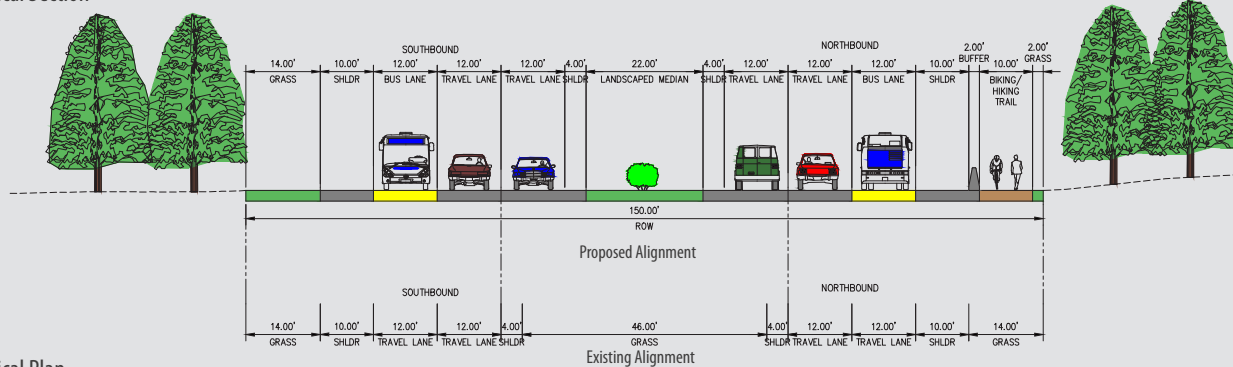 SOUTHBOUND
NORTHBOUND
14.00' 10.00' 12.00' 12.00' 12.00' 4.00' 22.00' 4.00' 12.00' 12.00' 12.00' 10.00' 2.00' 10.00' 2.00'
GRASS SHLDR BUS LANE TRAVEL LANE TRAVEL LANE SHLDR LANDSCAPED MEDIAN SHLDR TRAVEL LANE TRAVEL LANE BUS LANE SHLDR BUFFER BIKING/ GRASS
HIKING
TRAIL
150.00'
ROW
Proposed Alignment
SOUTHBOUND
NORTHBOUND
14.00' 10.00' 12.00' 12.00' 4.00' 46.00' 4.00' 12.00' 12.00' 10.00' 14.00'
GRASS SHLDR TRAVEL LANE TRAVEL LANE SHLDR GRASS SHLDR TRAVEL LANE TRAVEL LANE SHLDR GRASS
Existing Alignment